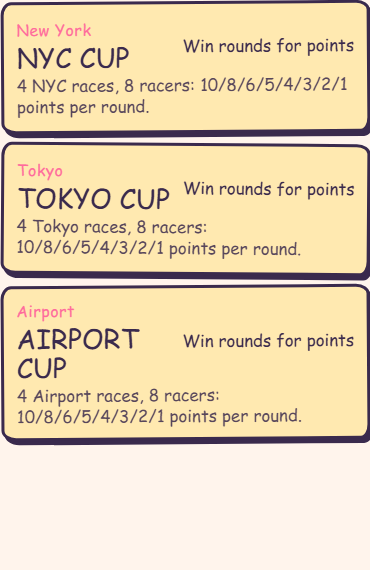 New York
NYC CUP
Win rounds for points
4 NYC races, 8 racers: 10/8/6/5/4/3/2/1
points per round.
Tokyo
TOKYO CUP
Win rounds for points
4 Tokyo races, 8 racers:
10/8/6/5/4/3/2/1 points per round.
Airport
AIRPORT
CUP
Win rounds for points
4 Airport races, 8 racers:
10/8/6/5/4/3/2/1 points per round.